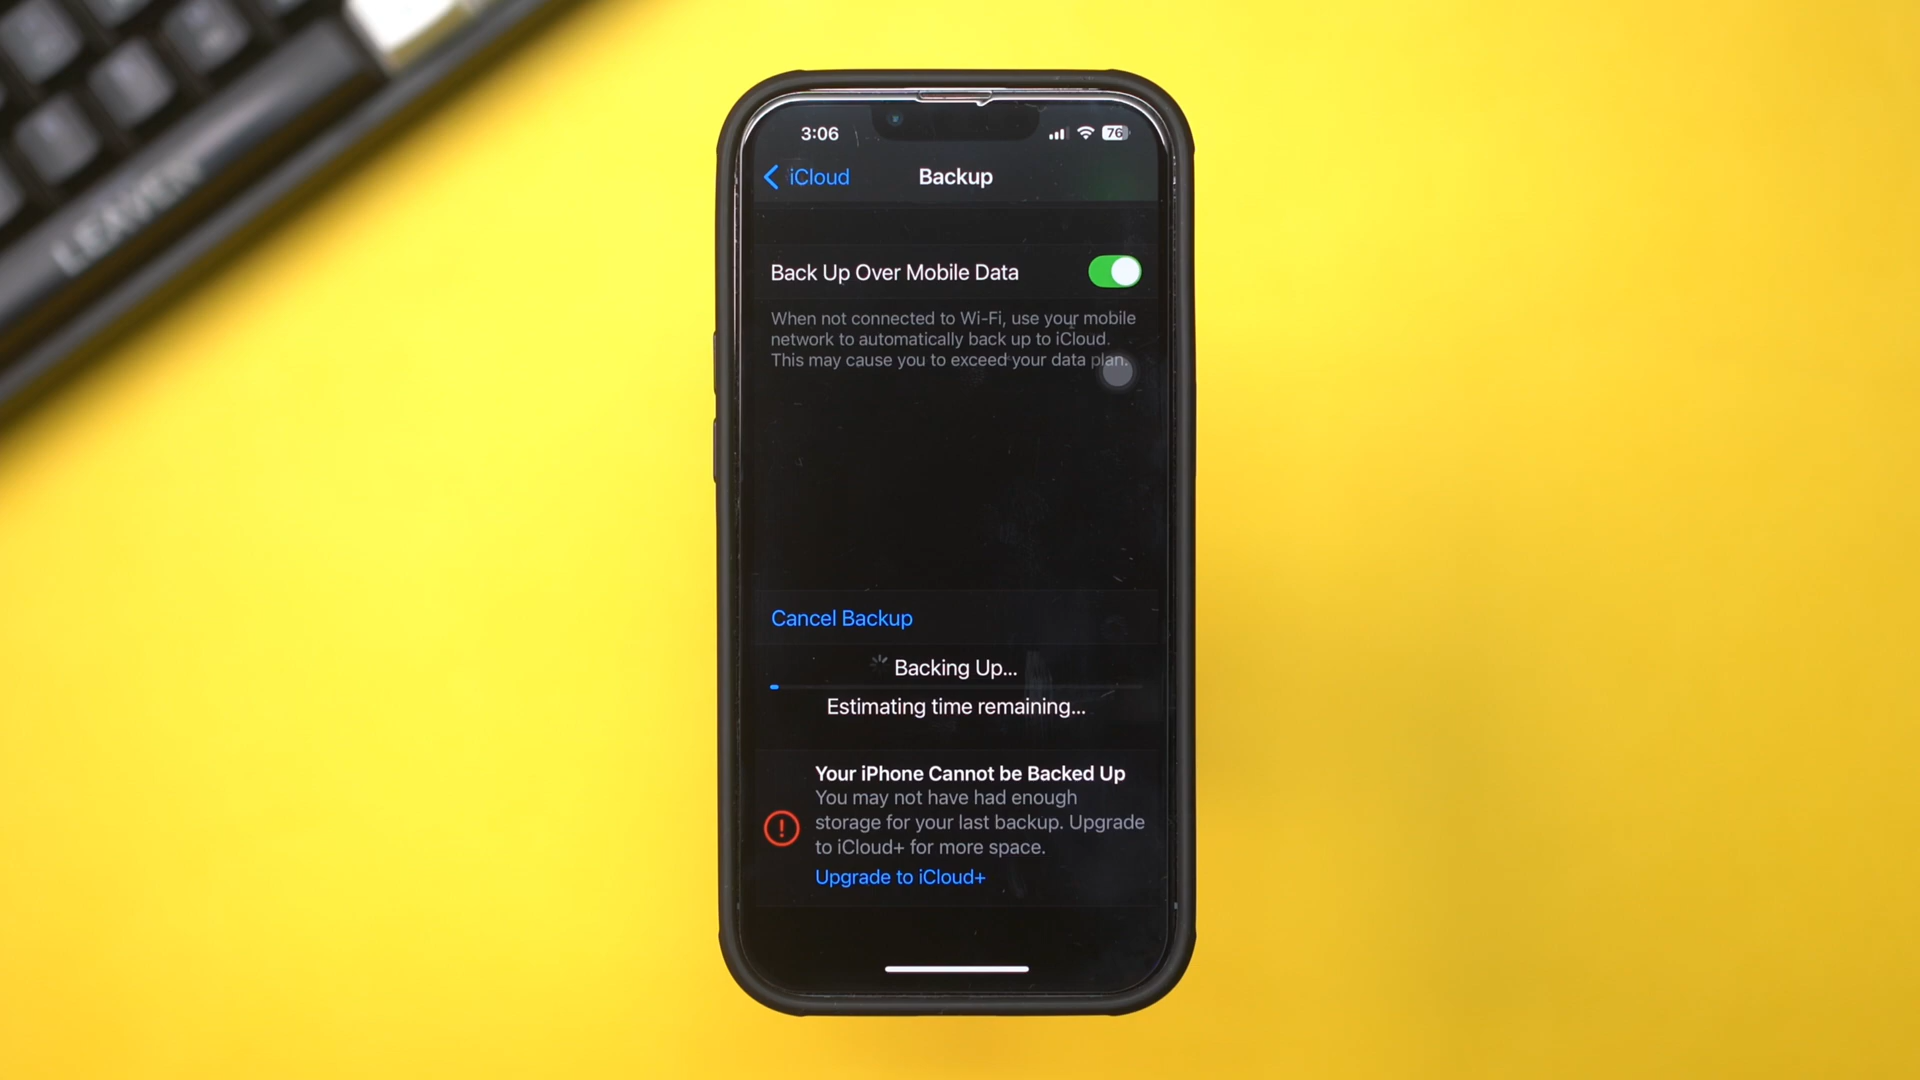 LEAVEN
3:06
76
iCloud
Backup
Back Up Over Mobile Data
When not connected to Wi-Fi, use your mobile
network to automatically back up to iCloud.
This may cause you to exceed your data plan.
Cancel Backup
Backing Up...
Estimating time remaining...
Your iPhone Cannot be Backed Up
You may not have had enough
storage for your last backup. Upgrade
to iCloud+ for more space.
Upgrade to iCloud+